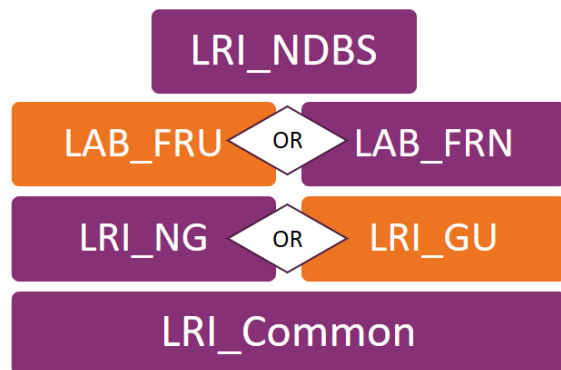 LRI_NDBS
LAB_FRU OR LAB_FRN
LRI_NG OR LRI_GU
LRI_Common